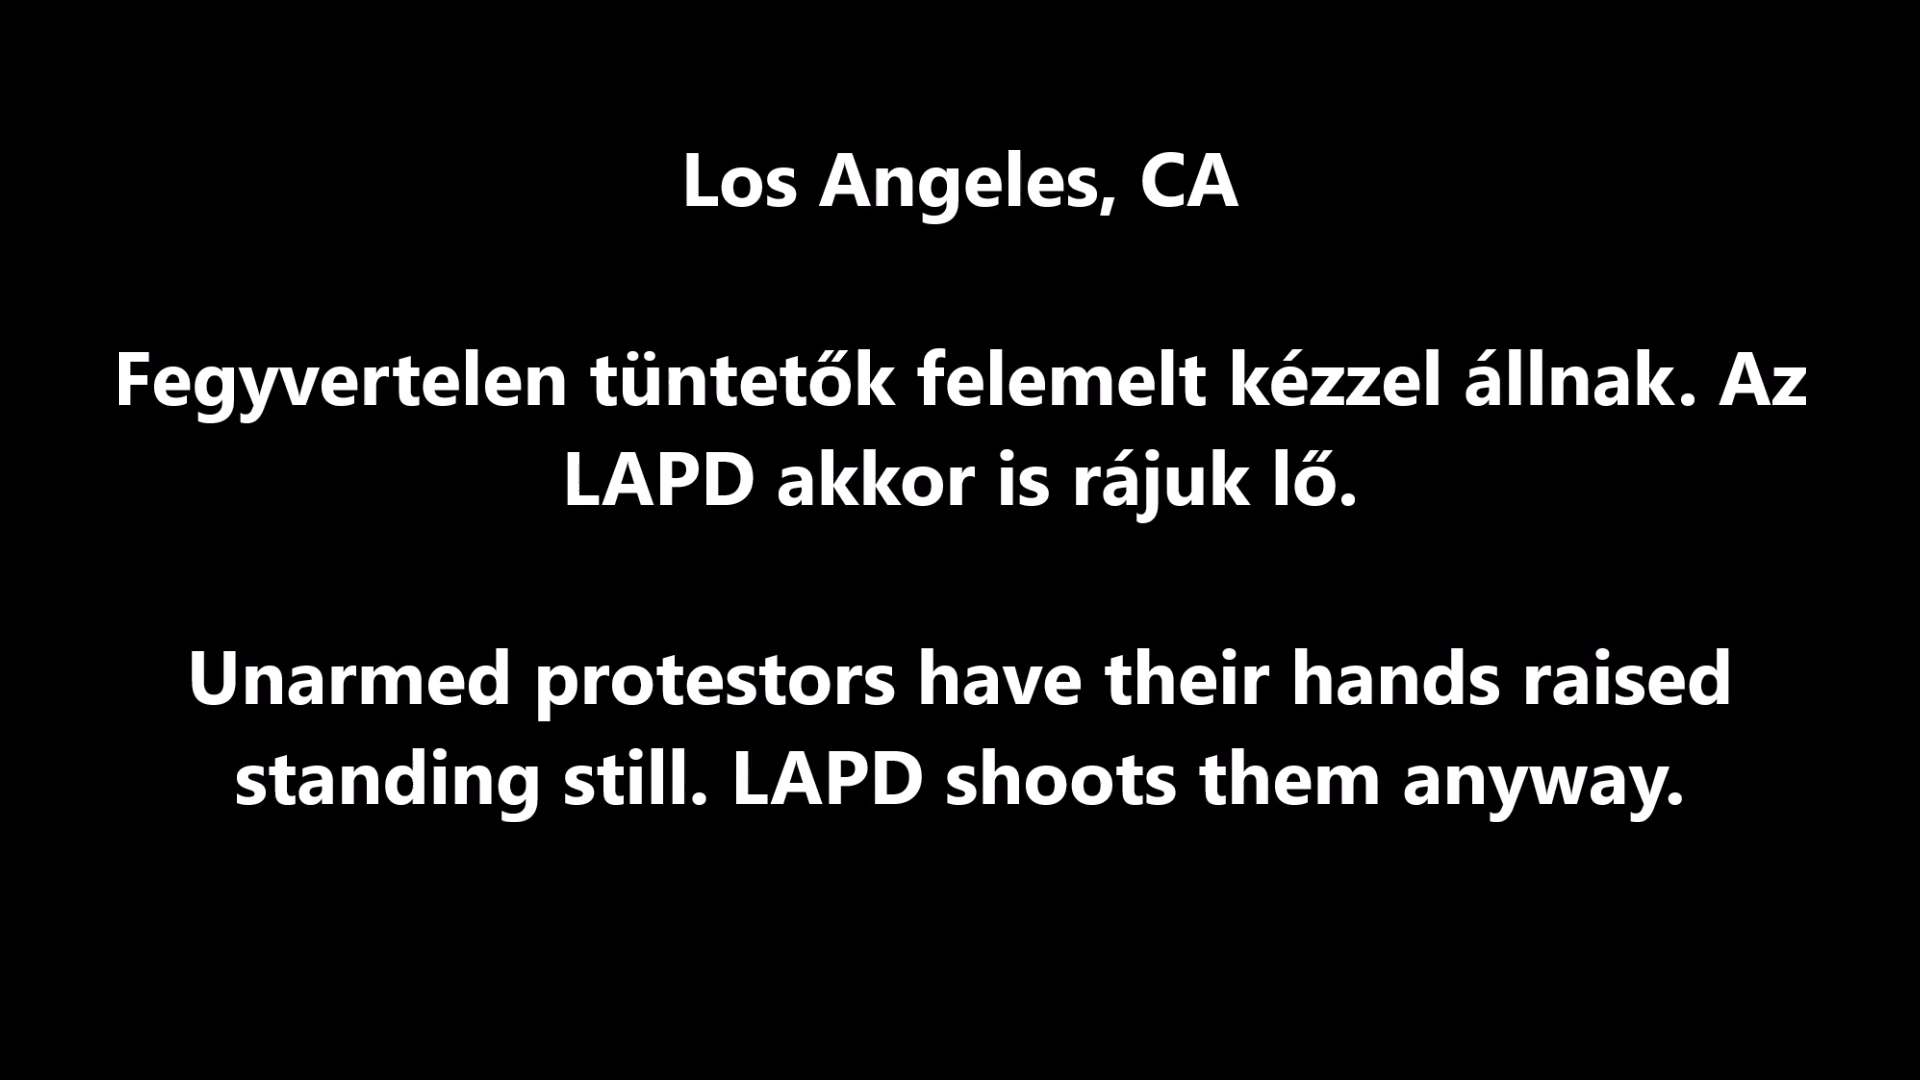 Los Angeles, CA
Fegyvertelen tüntetők felemelt kézzel állnak. Az
LAPD akkor is rájuk lő.
Unarmed protestors have their hands raised
standing still. LAPD shoots them anyway.